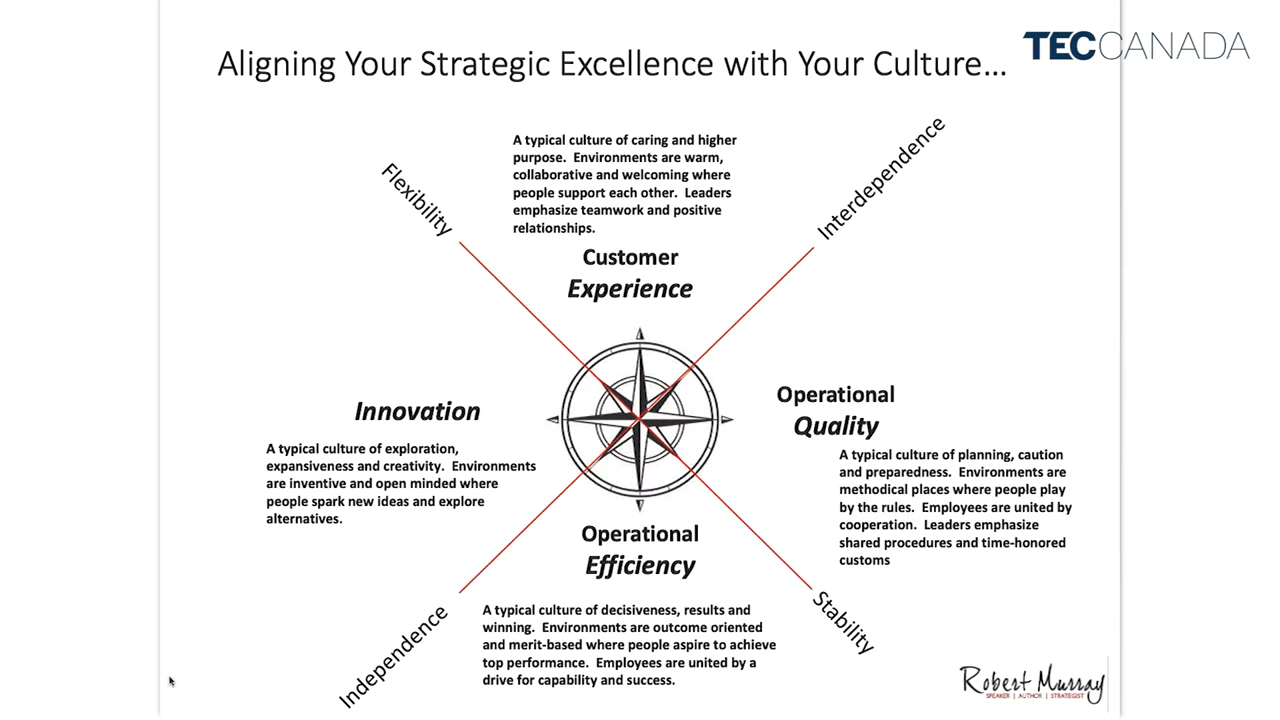 TEC CANADA
Aligning Your Strategic Excellence with Your Culture...
A typical culture of caring and higher
purpose. Environments are warm,
collaborative and welcoming where
people support each other. Leaders
emphasize teamwork and positive
relationships.
Flexibility
Interdependence
Customer
Experience
Innovation
A typical culture of exploration,
expansiveness and creativity. Environments
are inventive and open minded where
people spark new ideas and explore
alternatives.
Operational
Quality
A typical culture of planning, caution
and preparedness. Environments are
methodical places where people play
by the rules. Employees are united by
cooperation. Leaders emphasize
shared procedures and time-honored
customs
Operational
Efficiency
A typical culture of decisiveness, results and
winning. Environments are outcome oriented
and merit-based where people aspire to achieve
top performance. Employees are united by a
drive for capability and success.
Independence
Stability
Robert Murray
SPEAKER | AUTHOR | STRATEGIST